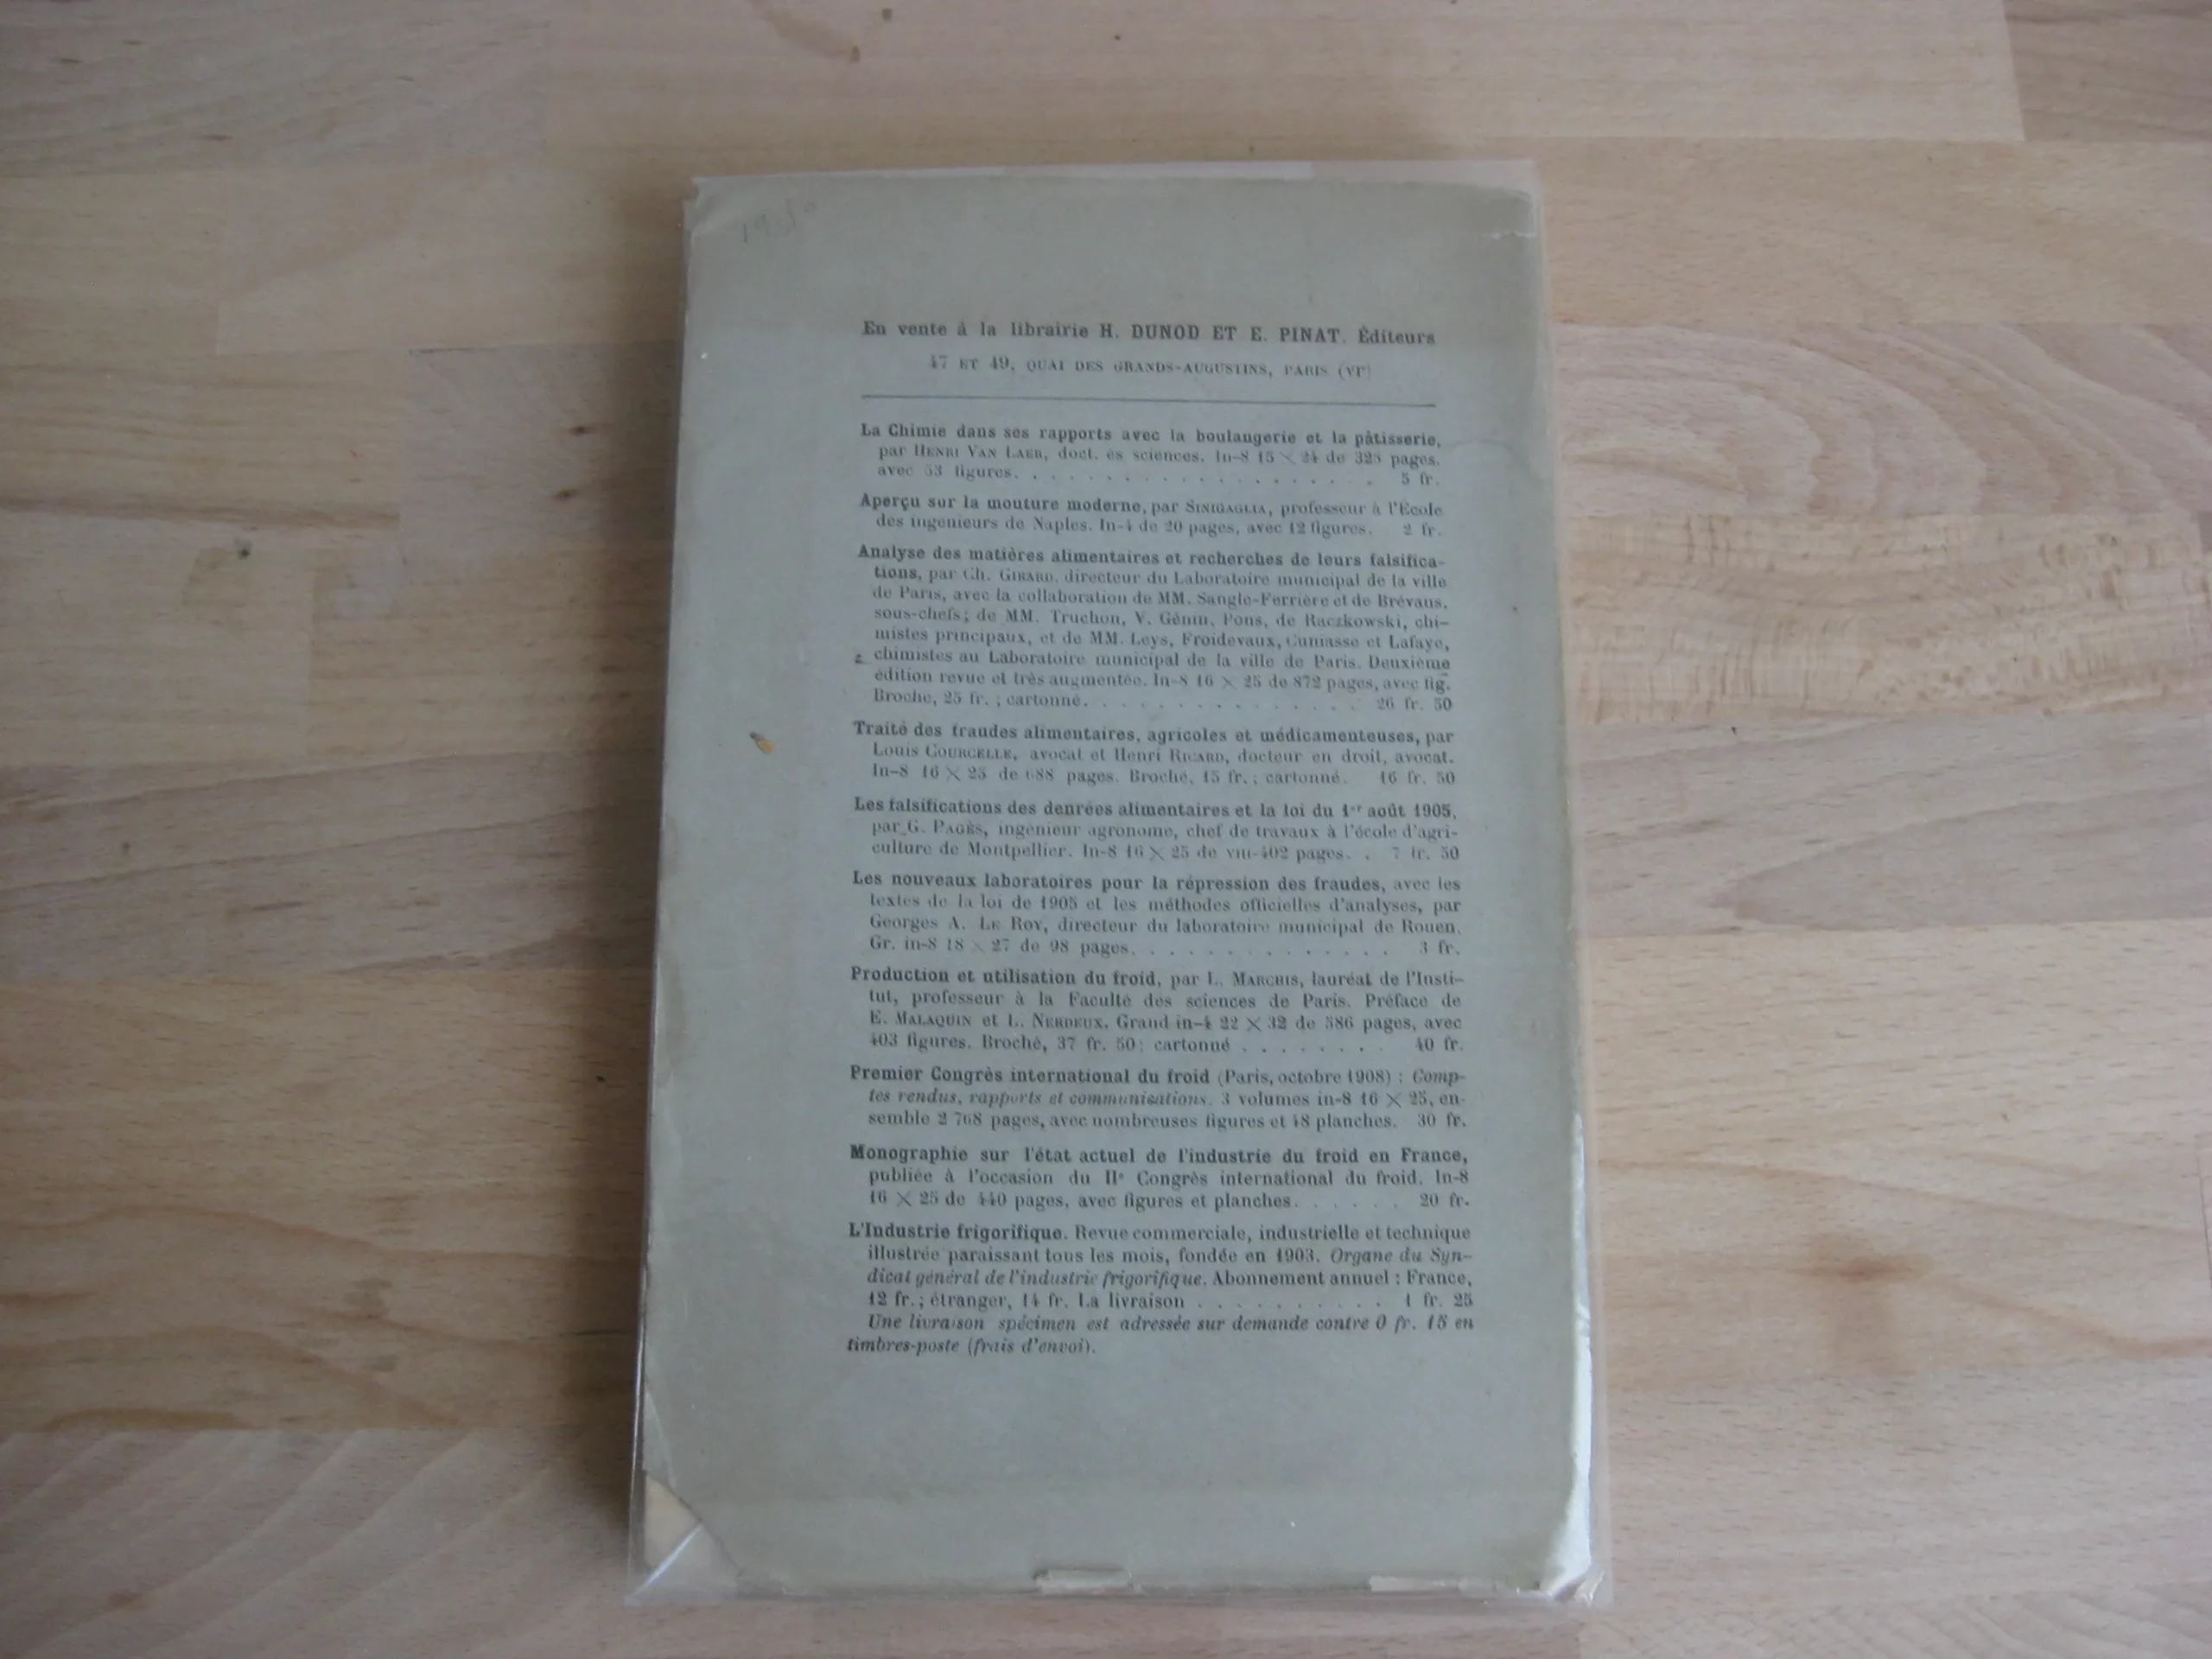 19.50
En vente à la librairie H. DUNOD ET E. PINAT, Éditeurs
47 ET 49, QUAI DES GRANDS-AUGUSTINS, PARIS (VIe)
La Chimie dans ses rapports avec la boulangerie et la pâtisserie,
par HENRI VAN LAER, doct. ès sciences. In-8 15 × 24 de 325 pages,
avec 53 figures. . . . . . . . . . . . . . . . . . . . 5 fr.
Aperçu sur la mouture moderne, par SINIGAGLIA, professeur à l'École
des ingénieurs de Naples. In-4 de 20 pages, avec 12 figures. 2 fr.
Analyse des matières alimentaires et recherches de leurs falsifica-
tions, par Ch. GIRARD, directeur du Laboratoire municipal de la ville
de Paris, avec la collaboration de MM. Sangle-Ferrière et de Brévans,
sous-chefs; de MM. Truchon, V. Génin, Pons, de Raczkowski, chi-
mistes principaux, et de MM. Leys, Froidevaux, Cuniasse et Lafaye,
chimistes au Laboratoire municipal de la ville de Paris. Deuxième
édition revue et très augmentée. In-8 16 × 25 de 872 pages, avec fig.
Broché, 25 fr. ; cartonné. . . . . . . . . . . . . . . 26 fr. 50
Traité des fraudes alimentaires, agricoles et médicamenteuses, par
Louis COURCELLE, avocat et Henri RICARD, docteur en droit, avocat.
In-8 16 × 25 de 688 pages. Broché, 15 fr. ; cartonné. 16 fr. 50
Les falsifications des denrées alimentaires et la loi du 1er août 1905,
par G. PAGÈS, ingénieur agronome, chef de travaux à l'école d'agri-
culture de Montpellier. In-8 16 × 25 de VIII-402 pages. . 7 fr. 50
Les nouveaux laboratoires pour la répression des fraudes, avec les
textes de la loi de 1905 et les méthodes officielles d'analyses, par
Georges A. LE ROY, directeur du laboratoire municipal de Rouen.
Gr. in-8 18 × 27 de 98 pages. . . . . . . . . . . . . . 3 fr.
Production et utilisation du froid, par L. MARCHIS, lauréat de l'Insti-
tut, professeur à la Faculté des sciences de Paris. Préface de
E. MALAQUIN et L. NERDEUX. Grand in-4 22 × 32 de 586 pages, avec
403 figures. Broché, 37 fr. 50; cartonné . . . . . . . . 40 fr.
Premier Congrès international du froid (Paris, octobre 1908) : Comp-
tes rendus, rapports et communications. 3 volumes in-8 16 × 25, en-
semble 2 768 pages, avec nombreuses figures et 48 planches. 30 fr.
Monographie sur l'état actuel de l'industrie du froid en France,
publiée à l'occasion du IIe Congrès international du froid. In-8
16 × 25 de 440 pages, avec figures et planches. . . . . . 20 fr.
L'Industrie frigorifique. Revue commerciale, industrielle et technique
illustrée paraissant tous les mois, fondée en 1903. Organe du Syn-
dicat général de l'industrie frigorifique. Abonnement annuel : France,
12 fr. ; étranger, 14 fr. La livraison . . . . . . . . . . 1 fr. 25
Une livraison spécimen est adressée sur demande contre 0 fr. 15 en
timbres-poste (frais d'envoi).